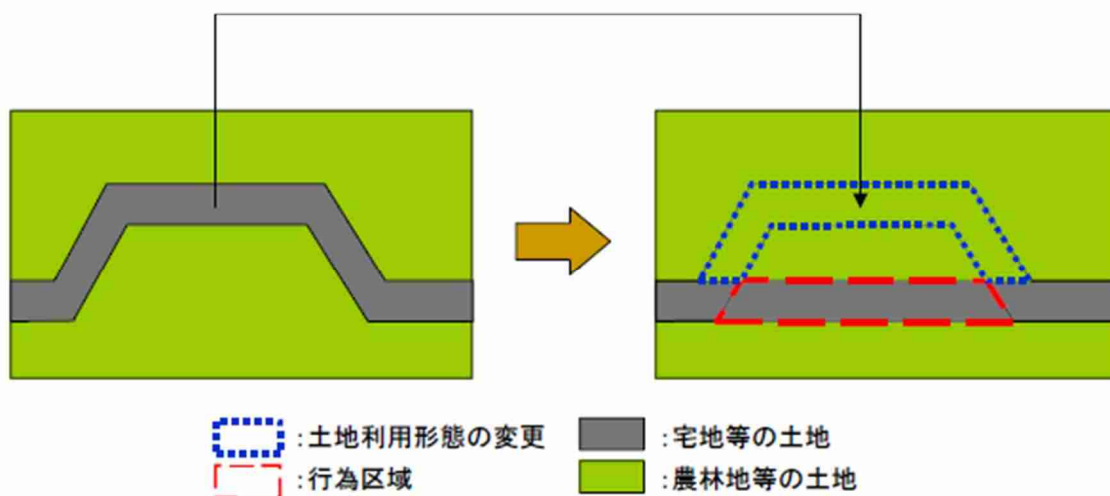 ：土地利用形態の変更
：宅地等の土地
：行為区域
：農林地等の土地